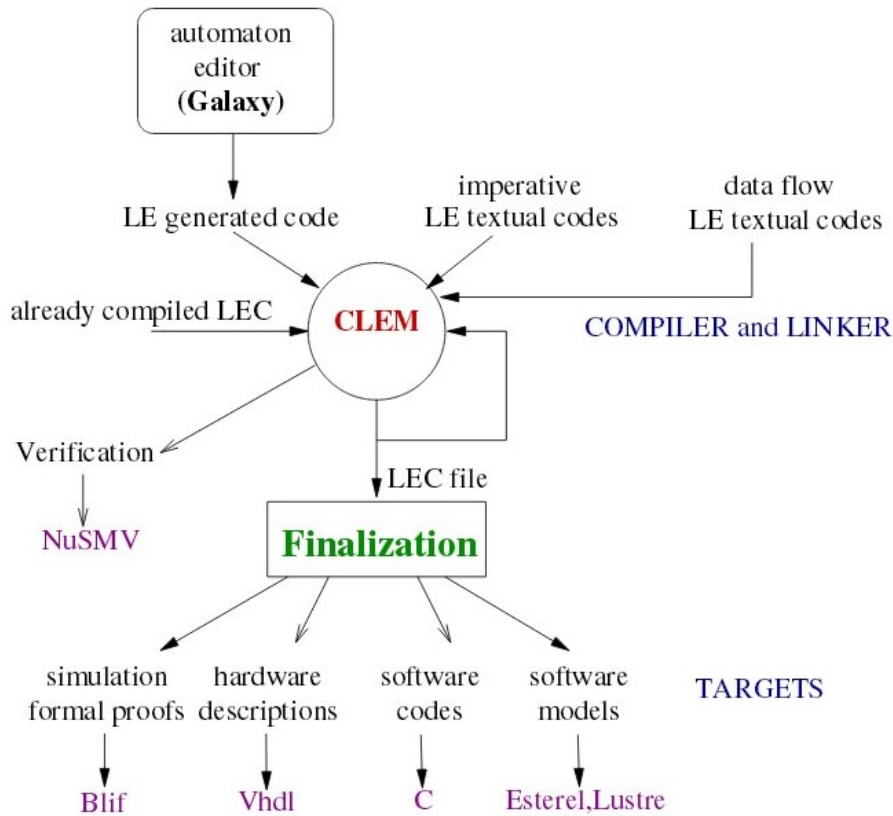 automaton
editor
(Galaxy)
LE generated code
imperative
LE textual codes
data flow
LE textual codes
already compiled LEC
CLEM
COMPILER and LINKER
Verification
NuSMV
LEC file
Finalization
simulation
formal proofs
hardware
descriptions
software
codes
software
models
TARGETS
Blif
Vhdl
C
Esterel,Lustre